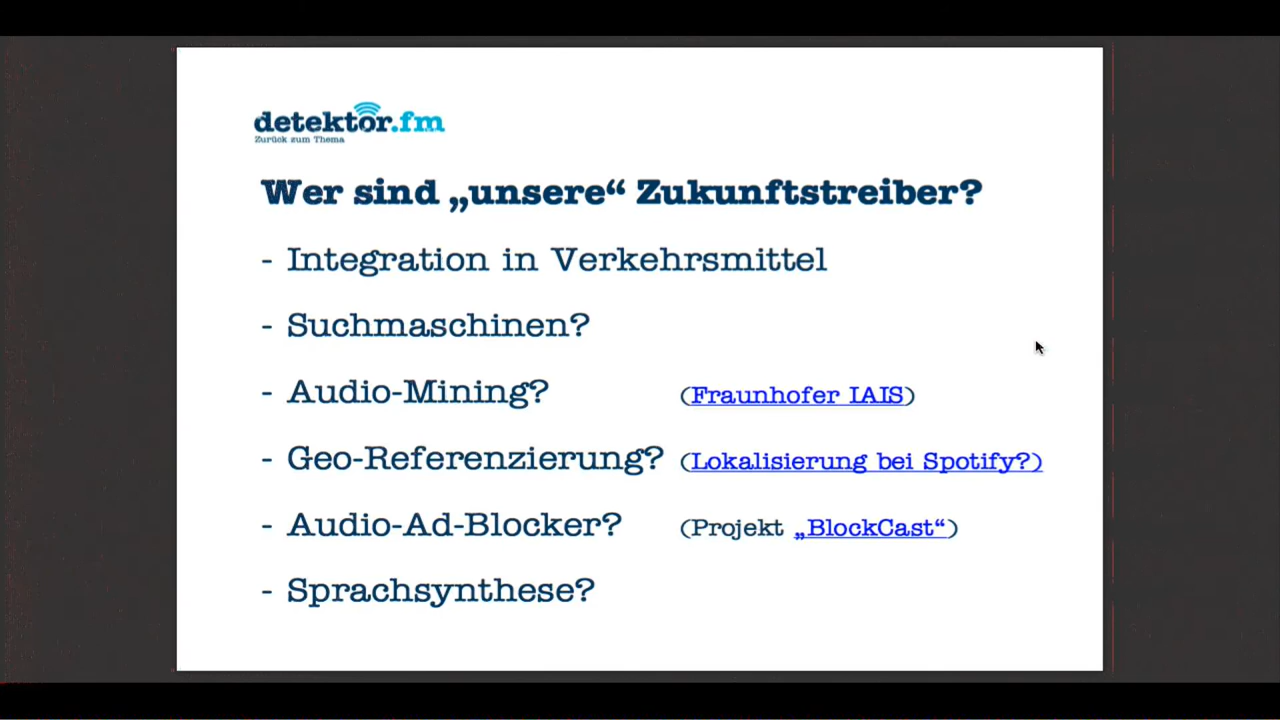 detektor.fm
Zurück zum Thema
Wer sind „unsere“ Zukunftstreiber?
- Integration in Verkehrsmittel
- Suchmaschinen?
- Audio-Mining? (Fraunhofer IAIS)
- Geo-Referenzierung? (Lokalisierung bei Spotify?)
- Audio-Ad-Blocker? (Projekt „BlockCast“)
- Sprachsynthese?